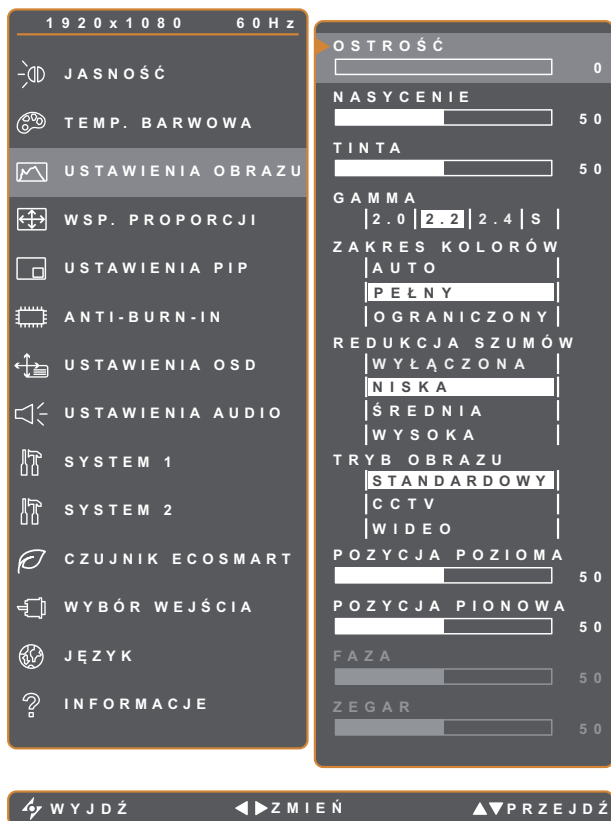 1920x1080 60Hz
JASNOŚĆ
TEMP. BARWOWA
USTAWIENIA OBRAZU
WSP. PROPORCJI
USTAWIENIA PIP
ANTI-BURN-IN
USTAWIENIA OSD
USTAWIENIA AUDIO
SYSTEM 1
SYSTEM 2
CZUJNIK ECOSMART
WYBÓR WEJŚCIA
JĘZYK
INFORMACJE
OSTROŚĆ
0
NASYCENIE
50
TINTA
50
GAMMA
2.0 2.2 2.4 S
ZAKRES KOLORÓW
AUTO
PEŁNY
OGRANICZONY
REDUKCJA SZUMÓW
WYŁĄCZONA
NISKA
ŚREDNIA
WYSOKA
TRYB OBRAZU
STANDARDOWY
CCTV
WIDEO
POZYCJA POZIOMA
50
POZYCJA PIONOWA
50
FAZA
50
ZEGAR
50
WYJDŹ ZMIEŃ PRZEJDŹ